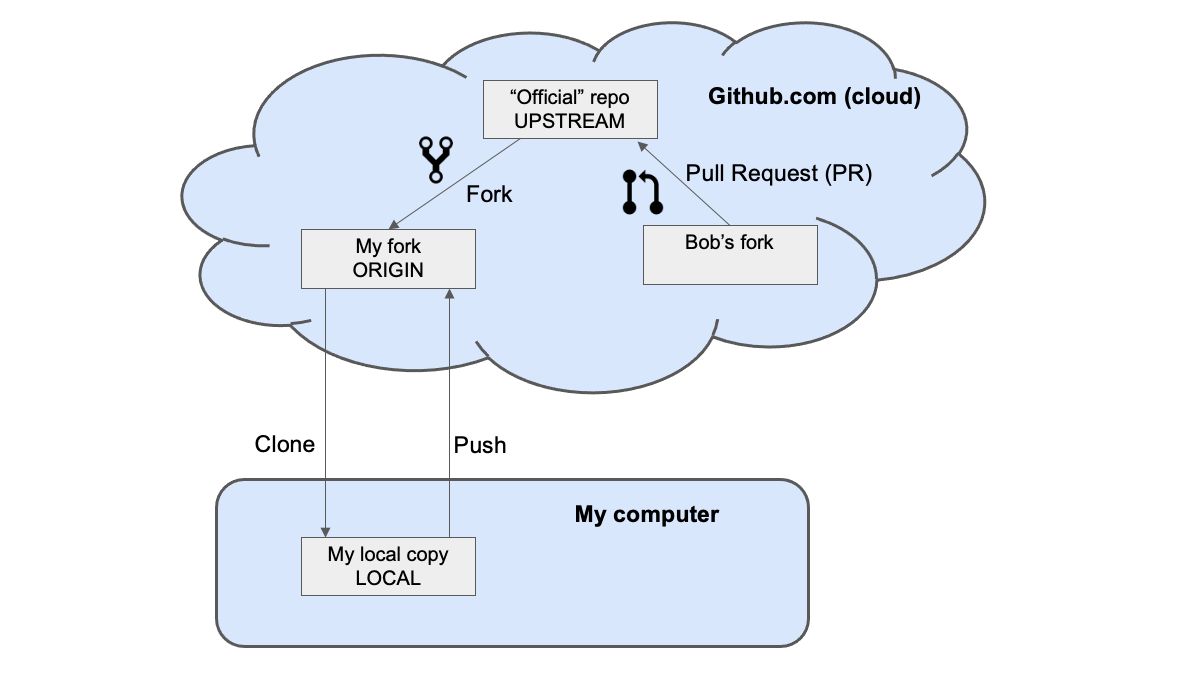 “Official” repo
UPSTREAM
Github.com (cloud)
Fork
Pull Request (PR)
My fork
ORIGIN
Bob’s fork
Clone
Push
My computer
My local copy
LOCAL